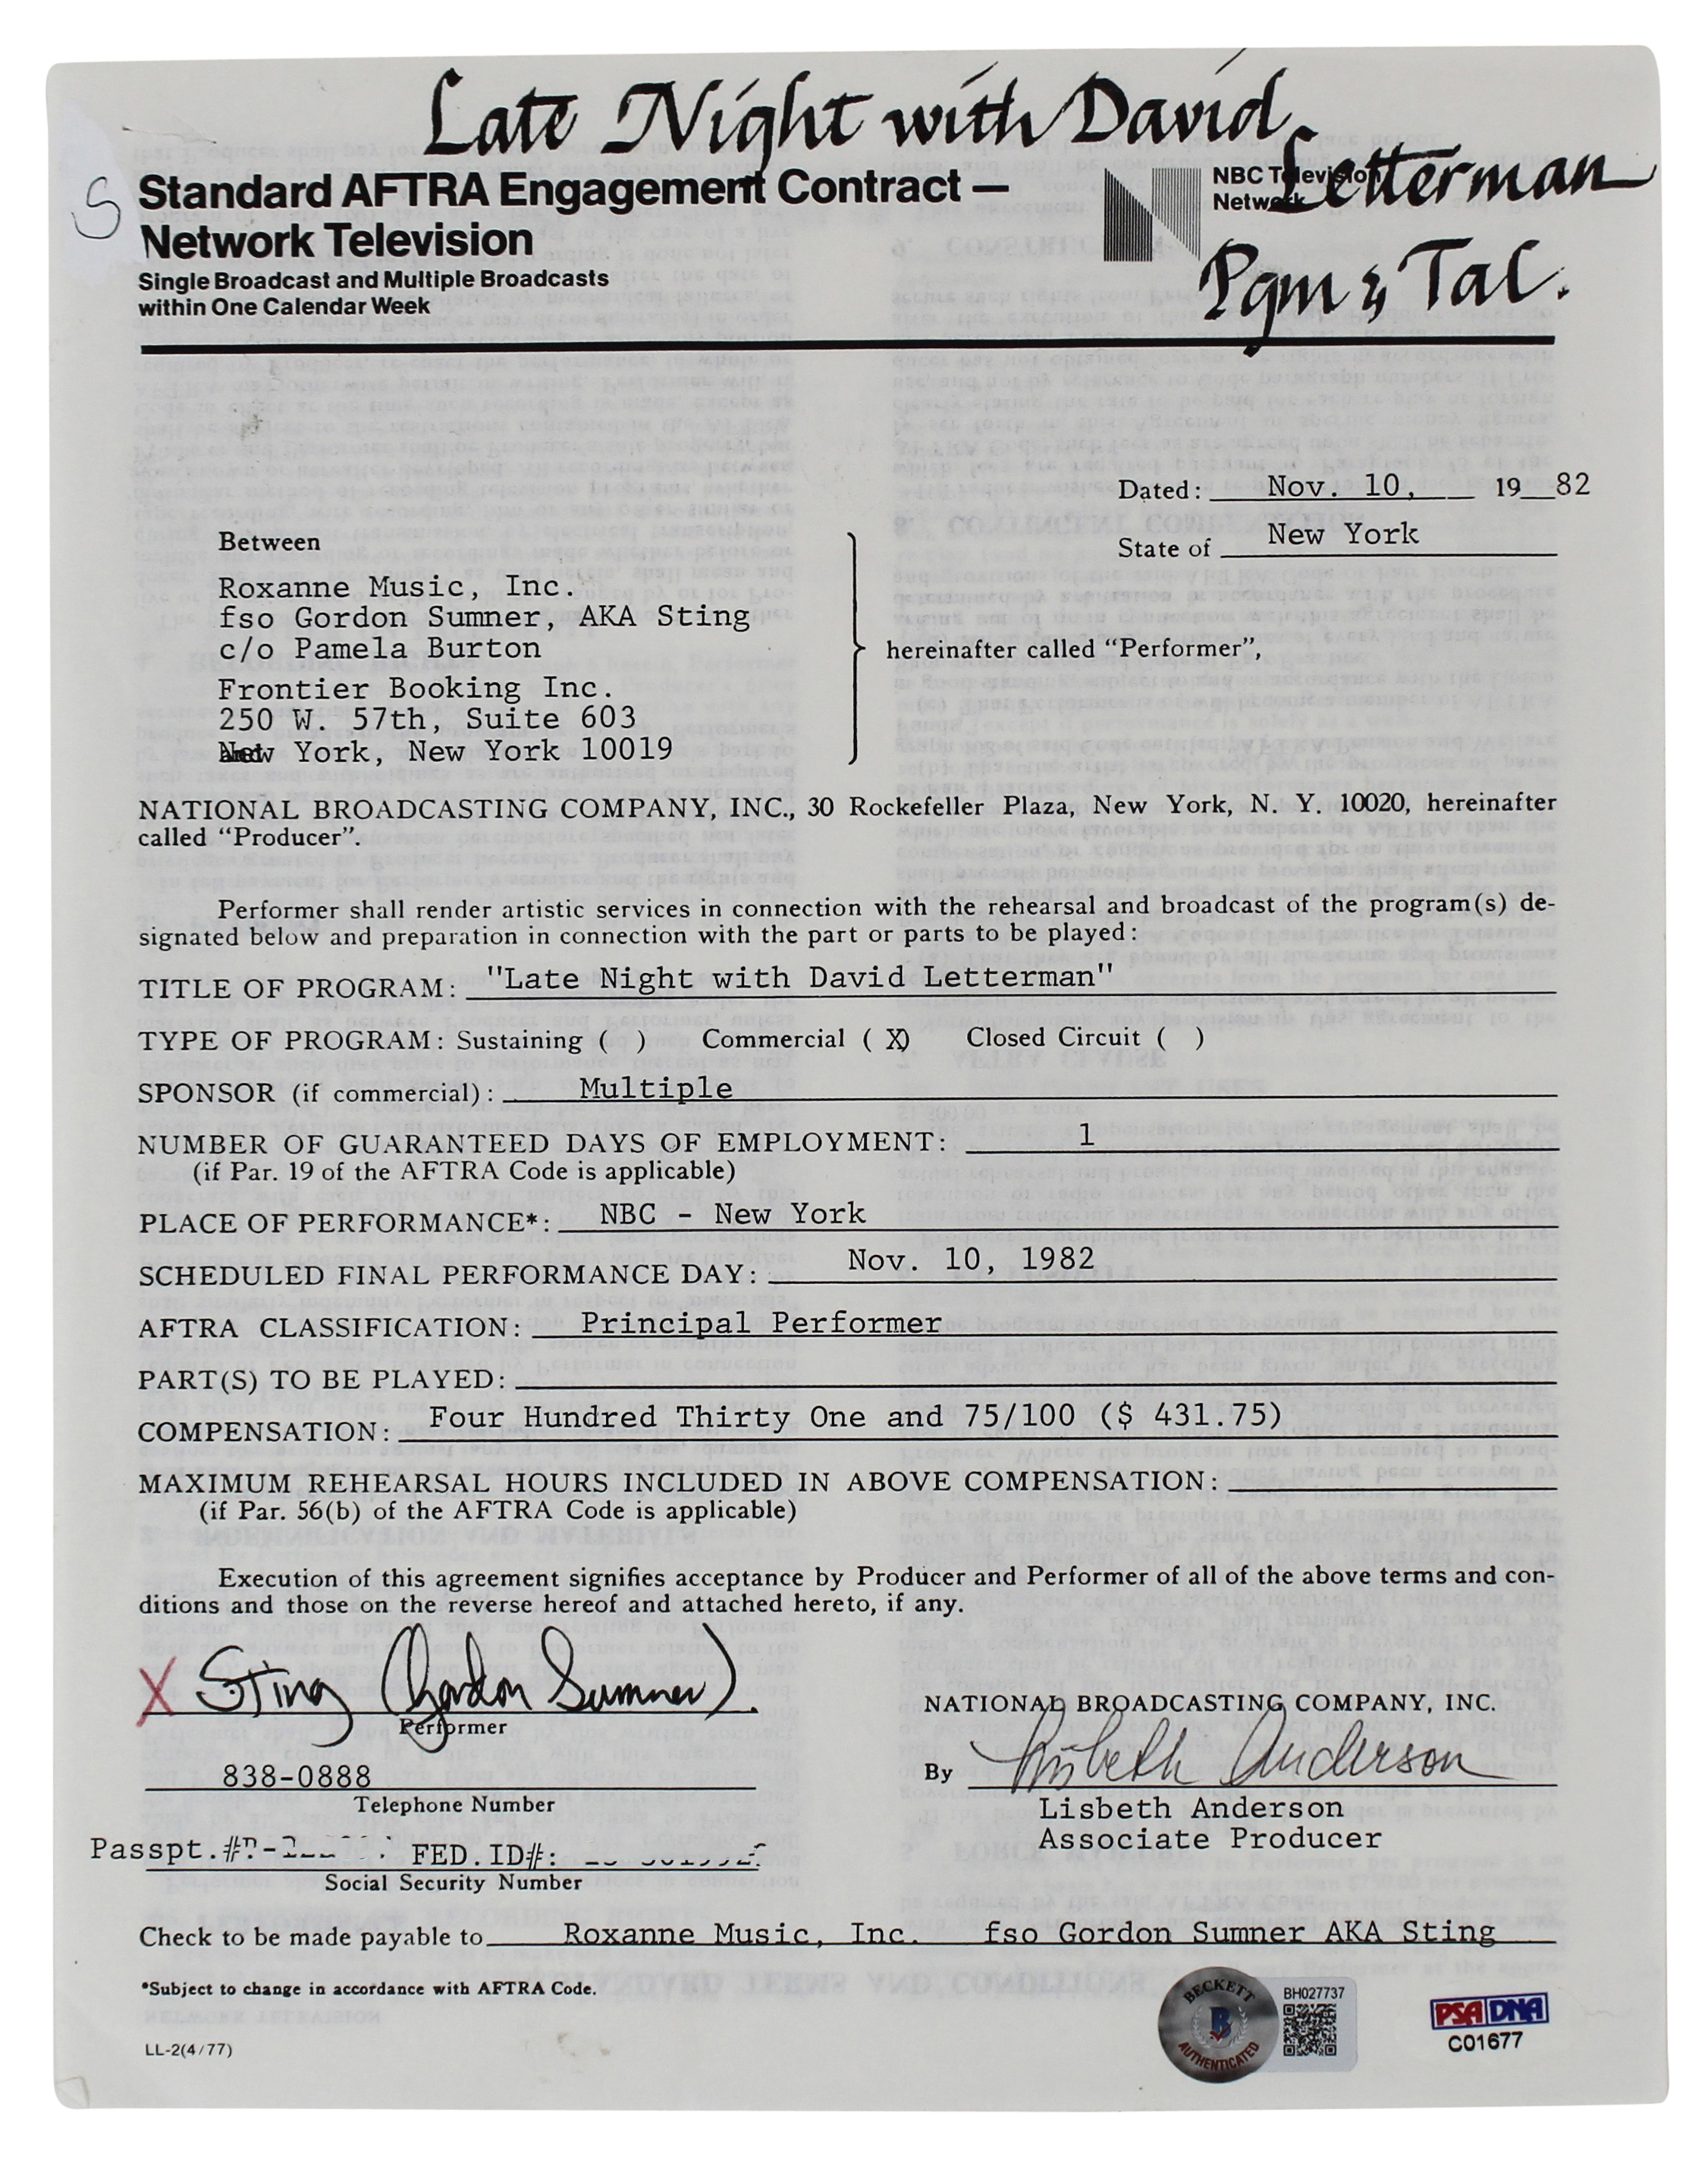 Late Night with David
Letterman
Pgm & Tal.
S
Standard AFTRA Engagement Contract —
Network Television
Single Broadcast and Multiple Broadcasts
within One Calendar Week
NBC Television
Network
Dated: Nov. 10, 19 82
State of New York
Between
Roxanne Music, Inc.
fso Gordon Sumner, AKA Sting
c/o Pamela Burton
Frontier Booking Inc.
250 W. 57th, Suite 603
New York, New York 10019
and
hereinafter called "Performer",
NATIONAL BROADCASTING COMPANY, INC., 30 Rockefeller Plaza, New York, N. Y. 10020, hereinafter
called "Producer".
Performer shall render artistic services in connection with the rehearsal and broadcast of the program(s) de-
signated below and preparation in connection with the part or parts to be played:
TITLE OF PROGRAM: "Late Night with David Letterman"
TYPE OF PROGRAM: Sustaining ( ) Commercial ( X) Closed Circuit ( )
SPONSOR (if commercial): Multiple
NUMBER OF GUARANTEED DAYS OF EMPLOYMENT: 1
(if Par. 19 of the AFTRA Code is applicable)
PLACE OF PERFORMANCE*: NBC - New York
SCHEDULED FINAL PERFORMANCE DAY: Nov. 10, 1982
AFTRA CLASSIFICATION: Principal Performer
PART(S) TO BE PLAYED:
COMPENSATION: Four Hundred Thirty One and 75/100 ($ 431.75)
MAXIMUM REHEARSAL HOURS INCLUDED IN ABOVE COMPENSATION:
(if Par. 56(b) of the AFTRA Code is applicable)
Execution of this agreement signifies acceptance by Producer and Performer of all of the above terms and con-
ditions and those on the reverse hereof and attached hereto, if any.
X Sting (Gordon Sumner).
Performer
838-0888
Telephone Number
Passpt.# FED.ID#:
Social Security Number
NATIONAL BROADCASTING COMPANY, INC.
By Lisbeth Anderson
Lisbeth Anderson
Associate Producer
Check to be made payable to Roxanne Music, Inc. fso Gordon Sumner AKA Sting
*Subject to change in accordance with AFTRA Code.
LL-2(4/77)
BECKETT
B
AUTHENTICATED
BH027737
PSA DNA
C01677